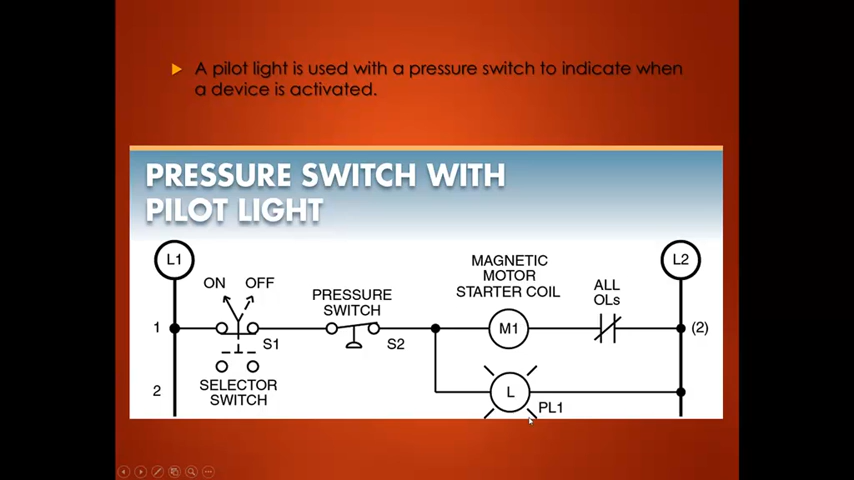 A pilot light is used with a pressure switch to indicate when
a device is activated.
PRESSURE SWITCH WITH
PILOT LIGHT
L1
L2
ON OFF
PRESSURE
SWITCH
MAGNETIC
MOTOR
STARTER COIL
ALL
OLs
1
S1
S2
M1
(2)
2
SELECTOR
SWITCH
L
PL1